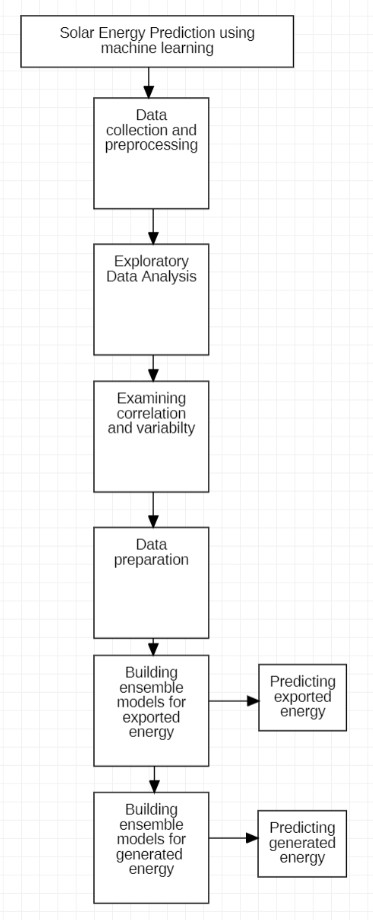 Solar Energy Prediction using
machine learning
Data
collection and
preprocessing
Exploratory
Data Analysis
Examining
correlation
and variabilty
Data
preparation
Building
ensemble
models for
exported
energy
Predicting
exported
energy
Building
ensemble
models for
generated
energy
Predicting
generated
energy